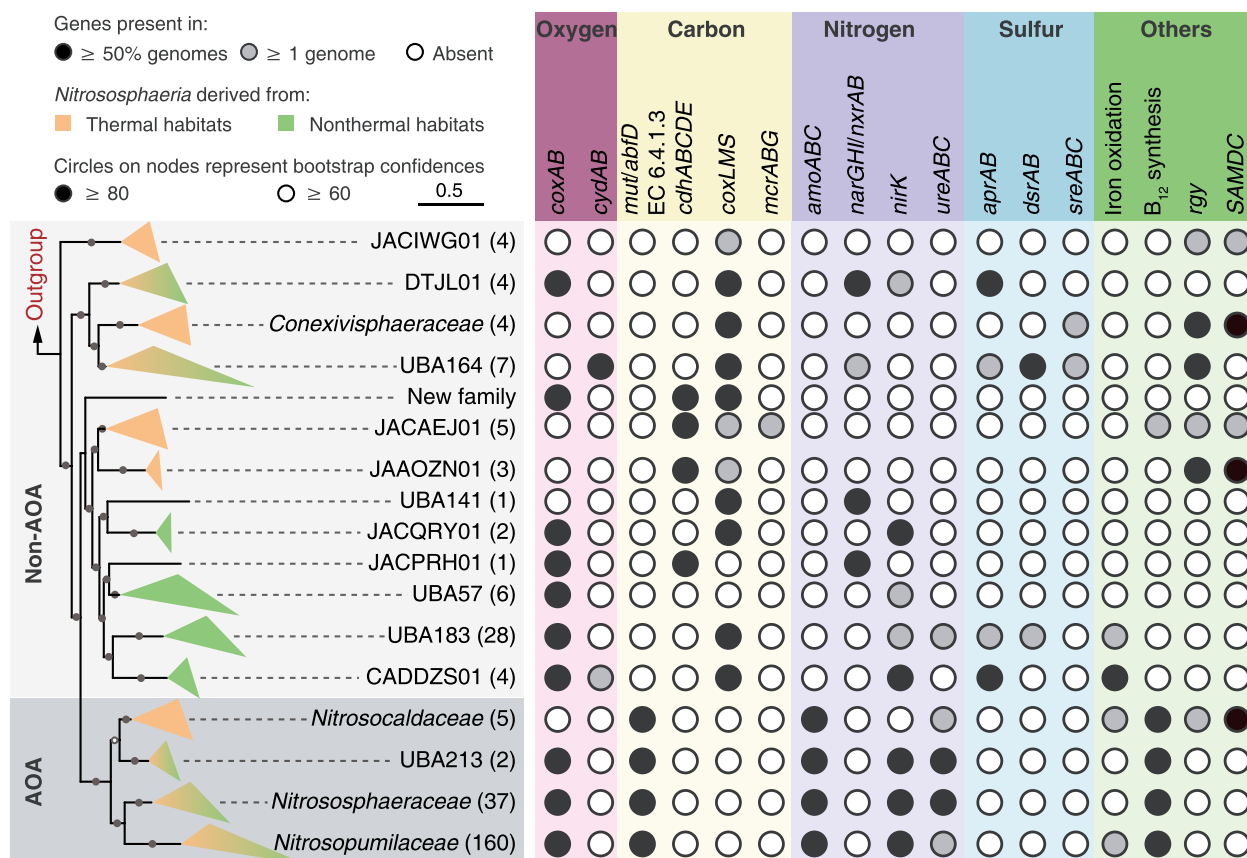 Genes present in:
≥ 50% genomes
≥ 1 genome
Absent
Nitrososphaeria derived from:
Thermal habitats
Nonthermal habitats
Circles on nodes represent bootstrap confidences
≥ 80
≥ 60
0.5
Oxygen
Carbon
Nitrogen
Sulfur
Others
coxAB
cydAB
mut/abfD
EC 6.4.1.3
cdhABCDE
coxLMS
mcrABG
amoABC
narGHI/nxrAB
nirK
ureABC
aprAB
dsrAB
sreABC
Iron oxidation
B12 synthesis
rgy
SAMDC
Outgroup
Non-AOA
JACIWG01 (4)
DTJL01 (4)
Conexivisphaeraceae (4)
UBA164 (7)
New family
JACAEJ01 (5)
JAAOZN01 (3)
UBA141 (1)
JACQRY01 (2)
JACPRH01 (1)
UBA57 (6)
UBA183 (28)
CADDZS01 (4)
AOA
Nitrosocaldaceae (5)
UBA213 (2)
Nitrososphaeraceae (37)
Nitrosopumilaceae (160)